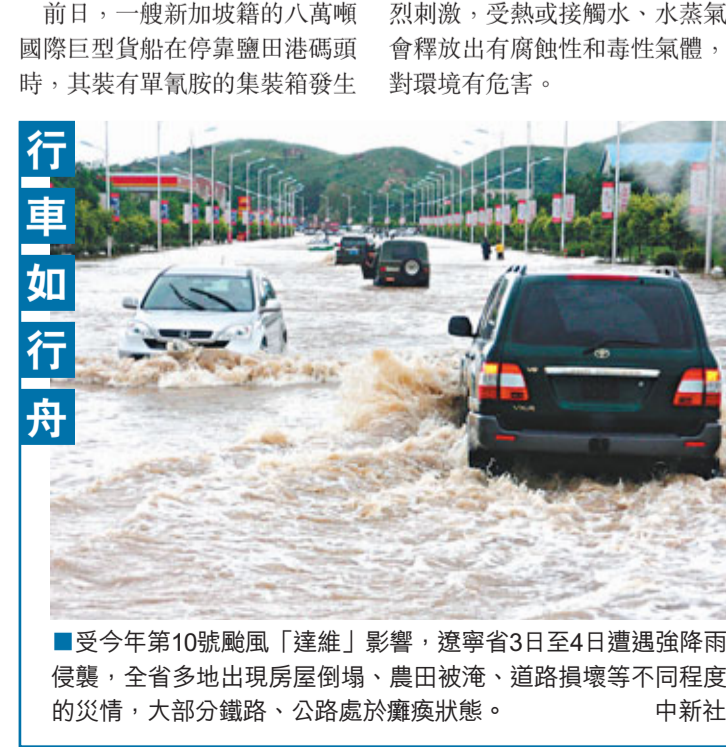 前日，一艘新加坡籍的八萬噸
國際巨型貨船在停靠鹽田港碼頭
時，其裝有單氰胺的集裝箱發生
烈刺激，受熱或接觸水、水蒸氣
會釋放出有腐蝕性和毒性氣體，
對環境有危害。
行車如行舟
■受今年第10號颱風「達維」影響，遼寧省3日至4日遭遇強降雨
侵襲，全省多地出現房屋倒塌、農田被淹、道路損壞等不同程度
的災情，大部分鐵路、公路處於癱瘓狀態。 中新社